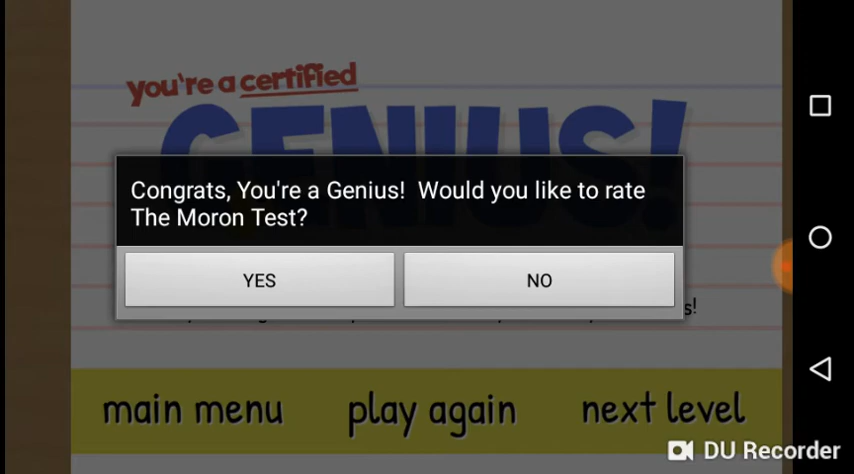 you're a certified
GENIUS!
Congrats, You're a Genius! Would you like to rate
The Moron Test?
YES
NO
s!
main menu
play again
next level
DU Recorder